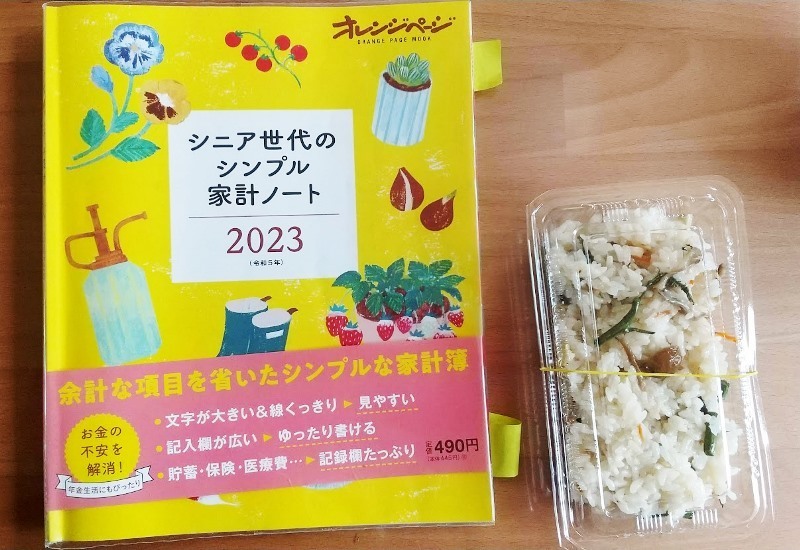 オレンジページ
ORANGE PAGE MOOK
シニア世代の
シンプル
家計ノート
2023
(令和5年)
余計な項目を省いたシンプルな家計簿
お金の
不安を
解消!
年金生活にもぴったり
• 文字が大きい&線くっきり ▶ 見やすい
• 記入欄が広い ▶ ゆったり書ける
• 貯蓄・保険・医療費… ▶ 記録欄たっぷり
定価490円